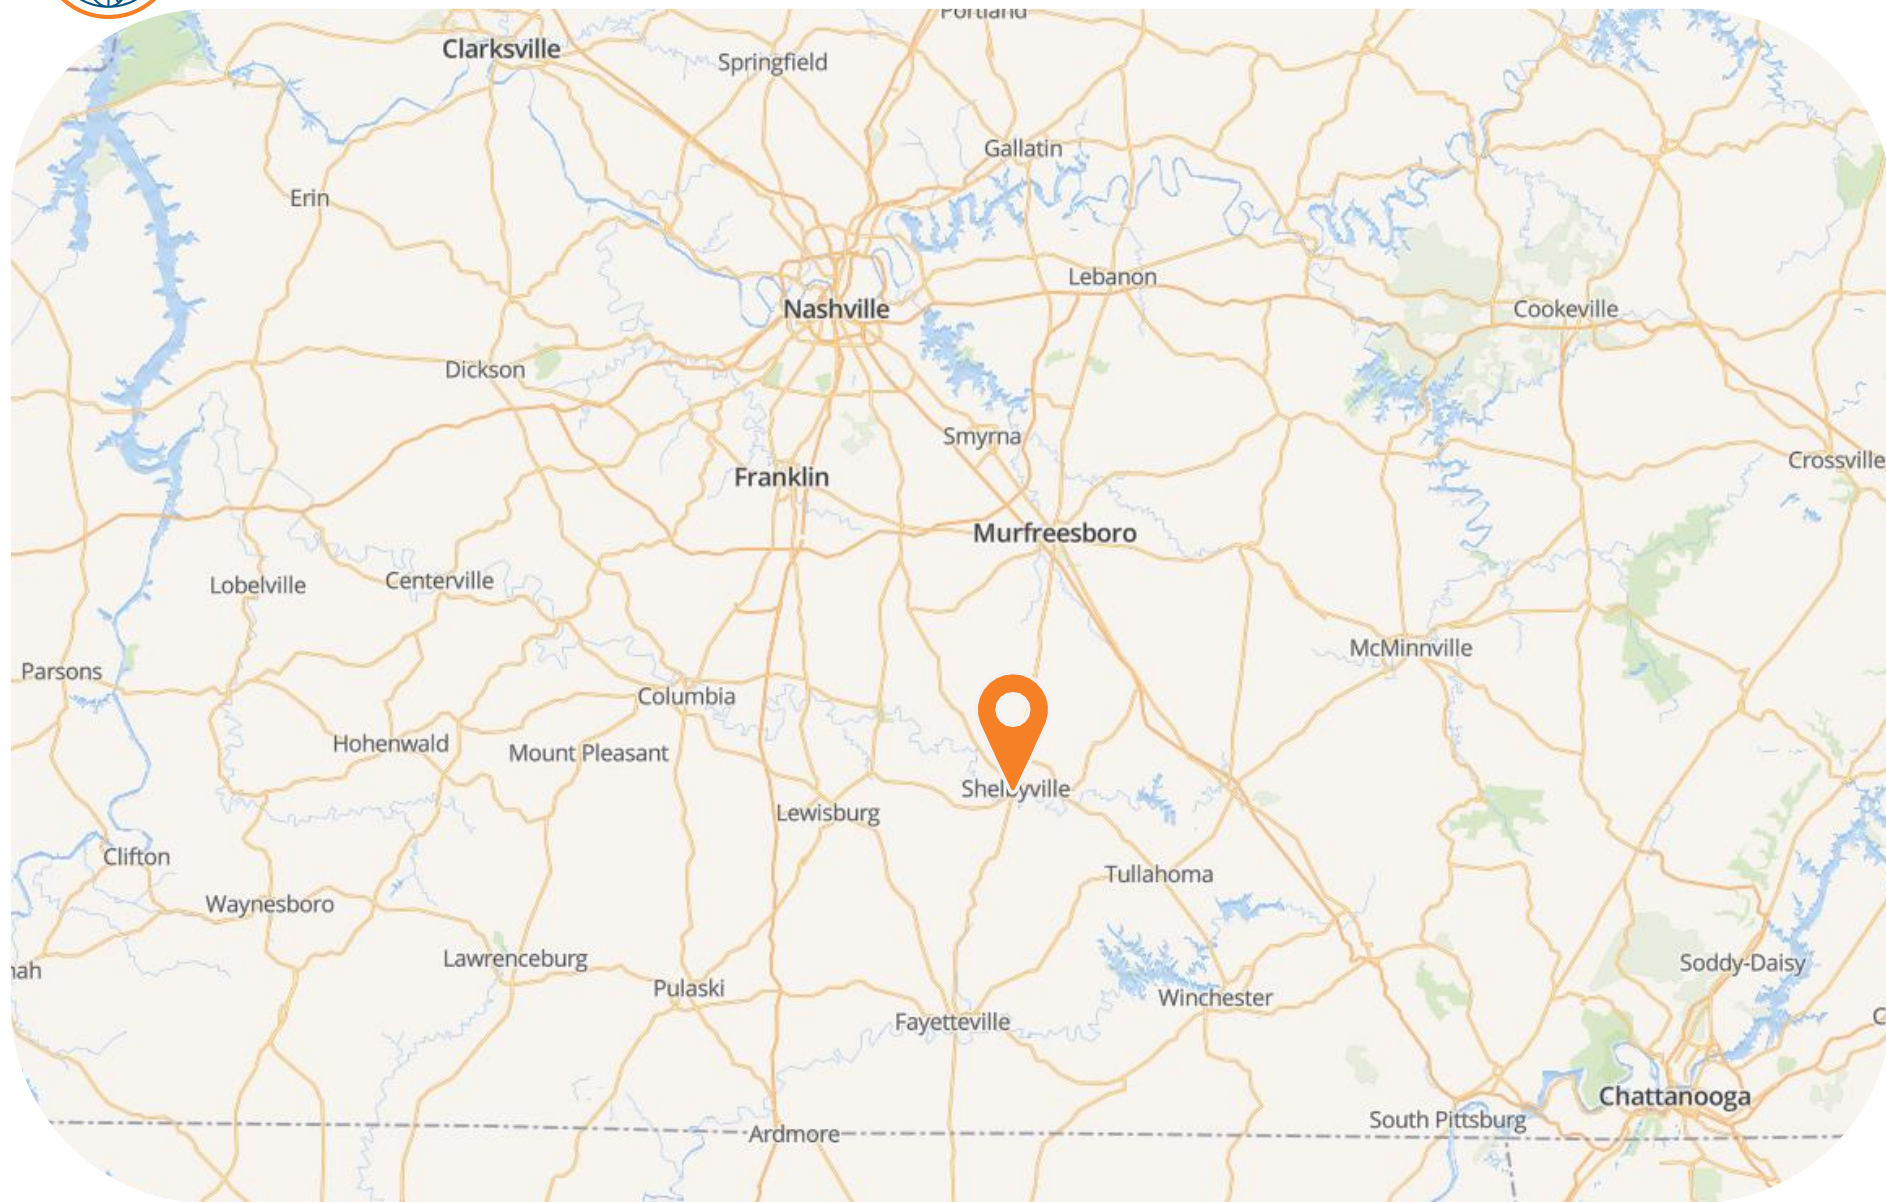 Portland
Clarksville
Springfield
Gallatin
Erin
Lebanon
Nashville
Cookeville
Dickson
Smyrna
Crossville
Franklin
Murfreesboro
Lobelville
Centerville
McMinnville
Parsons
Columbia
Hohenwald
Mount Pleasant
Shelbyville
Lewisburg
Clifton
Tullahoma
Waynesboro
Lawrenceburg
Soddy-Daisy
nah
Pulaski
Winchester
Fayetteville
C
Chattanooga
South Pittsburg
Ardmore